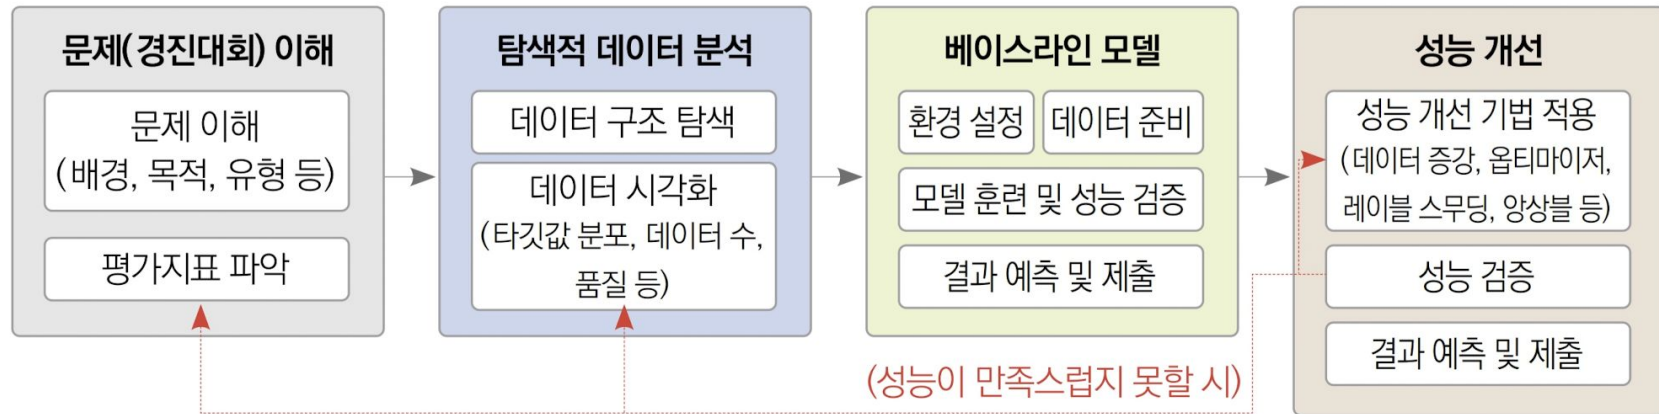 문제(경진대회) 이해
문제 이해
(배경, 목적, 유형 등)
평가지표 파악
탐색적 데이터 분석
데이터 구조 탐색
데이터 시각화
(타깃값 분포, 데이터 수,
품질 등)
베이스라인 모델
환경 설정
데이터 준비
모델 훈련 및 성능 검증
결과 예측 및 제출
성능 개선
성능 개선 기법 적용
(데이터 증강, 옵티마이저,
레이블 스무딩, 앙상블 등)
성능 검증
결과 예측 및 제출
(성능이 만족스럽지 못할 시)